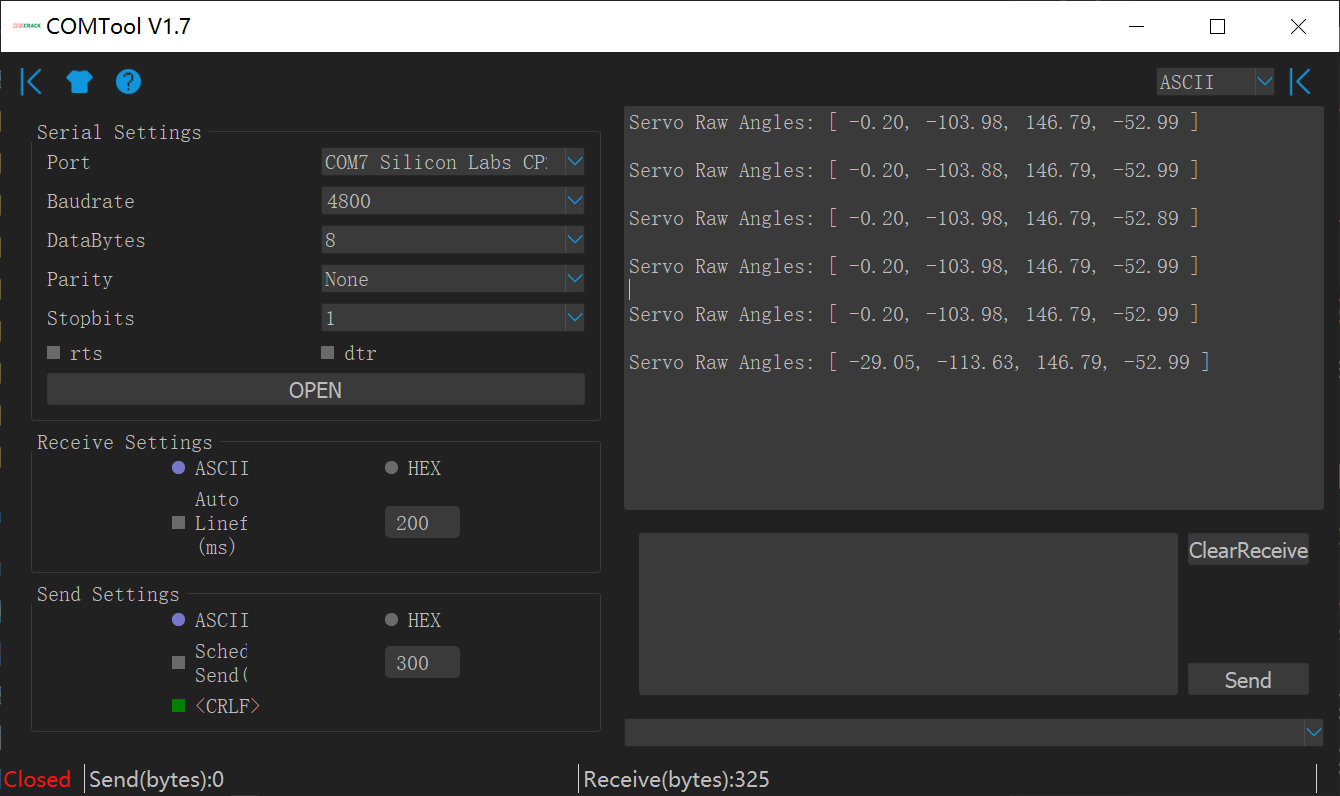 COMTool V1.7
ASCII
Serial Settings
Port COM7 Silicon Labs CP
Baudrate 4800
DataBytes 8
Parity None
Stopbits 1
rts dtr
OPEN
Receive Settings
ASCII HEX
Auto
Linef 200
(ms)
Send Settings
ASCII HEX
Sched
Send( 300
<CRLF>
Servo Raw Angles: [ -0.20, -103.98, 146.79, -52.99 ]
Servo Raw Angles: [ -0.20, -103.88, 146.79, -52.99 ]
Servo Raw Angles: [ -0.20, -103.98, 146.79, -52.89 ]
Servo Raw Angles: [ -0.20, -103.98, 146.79, -52.99 ]
Servo Raw Angles: [ -0.20, -103.98, 146.79, -52.99 ]
Servo Raw Angles: [ -29.05, -113.63, 146.79, -52.99 ]
ClearReceive
Send
Closed Send(bytes):0 Receive(bytes):325